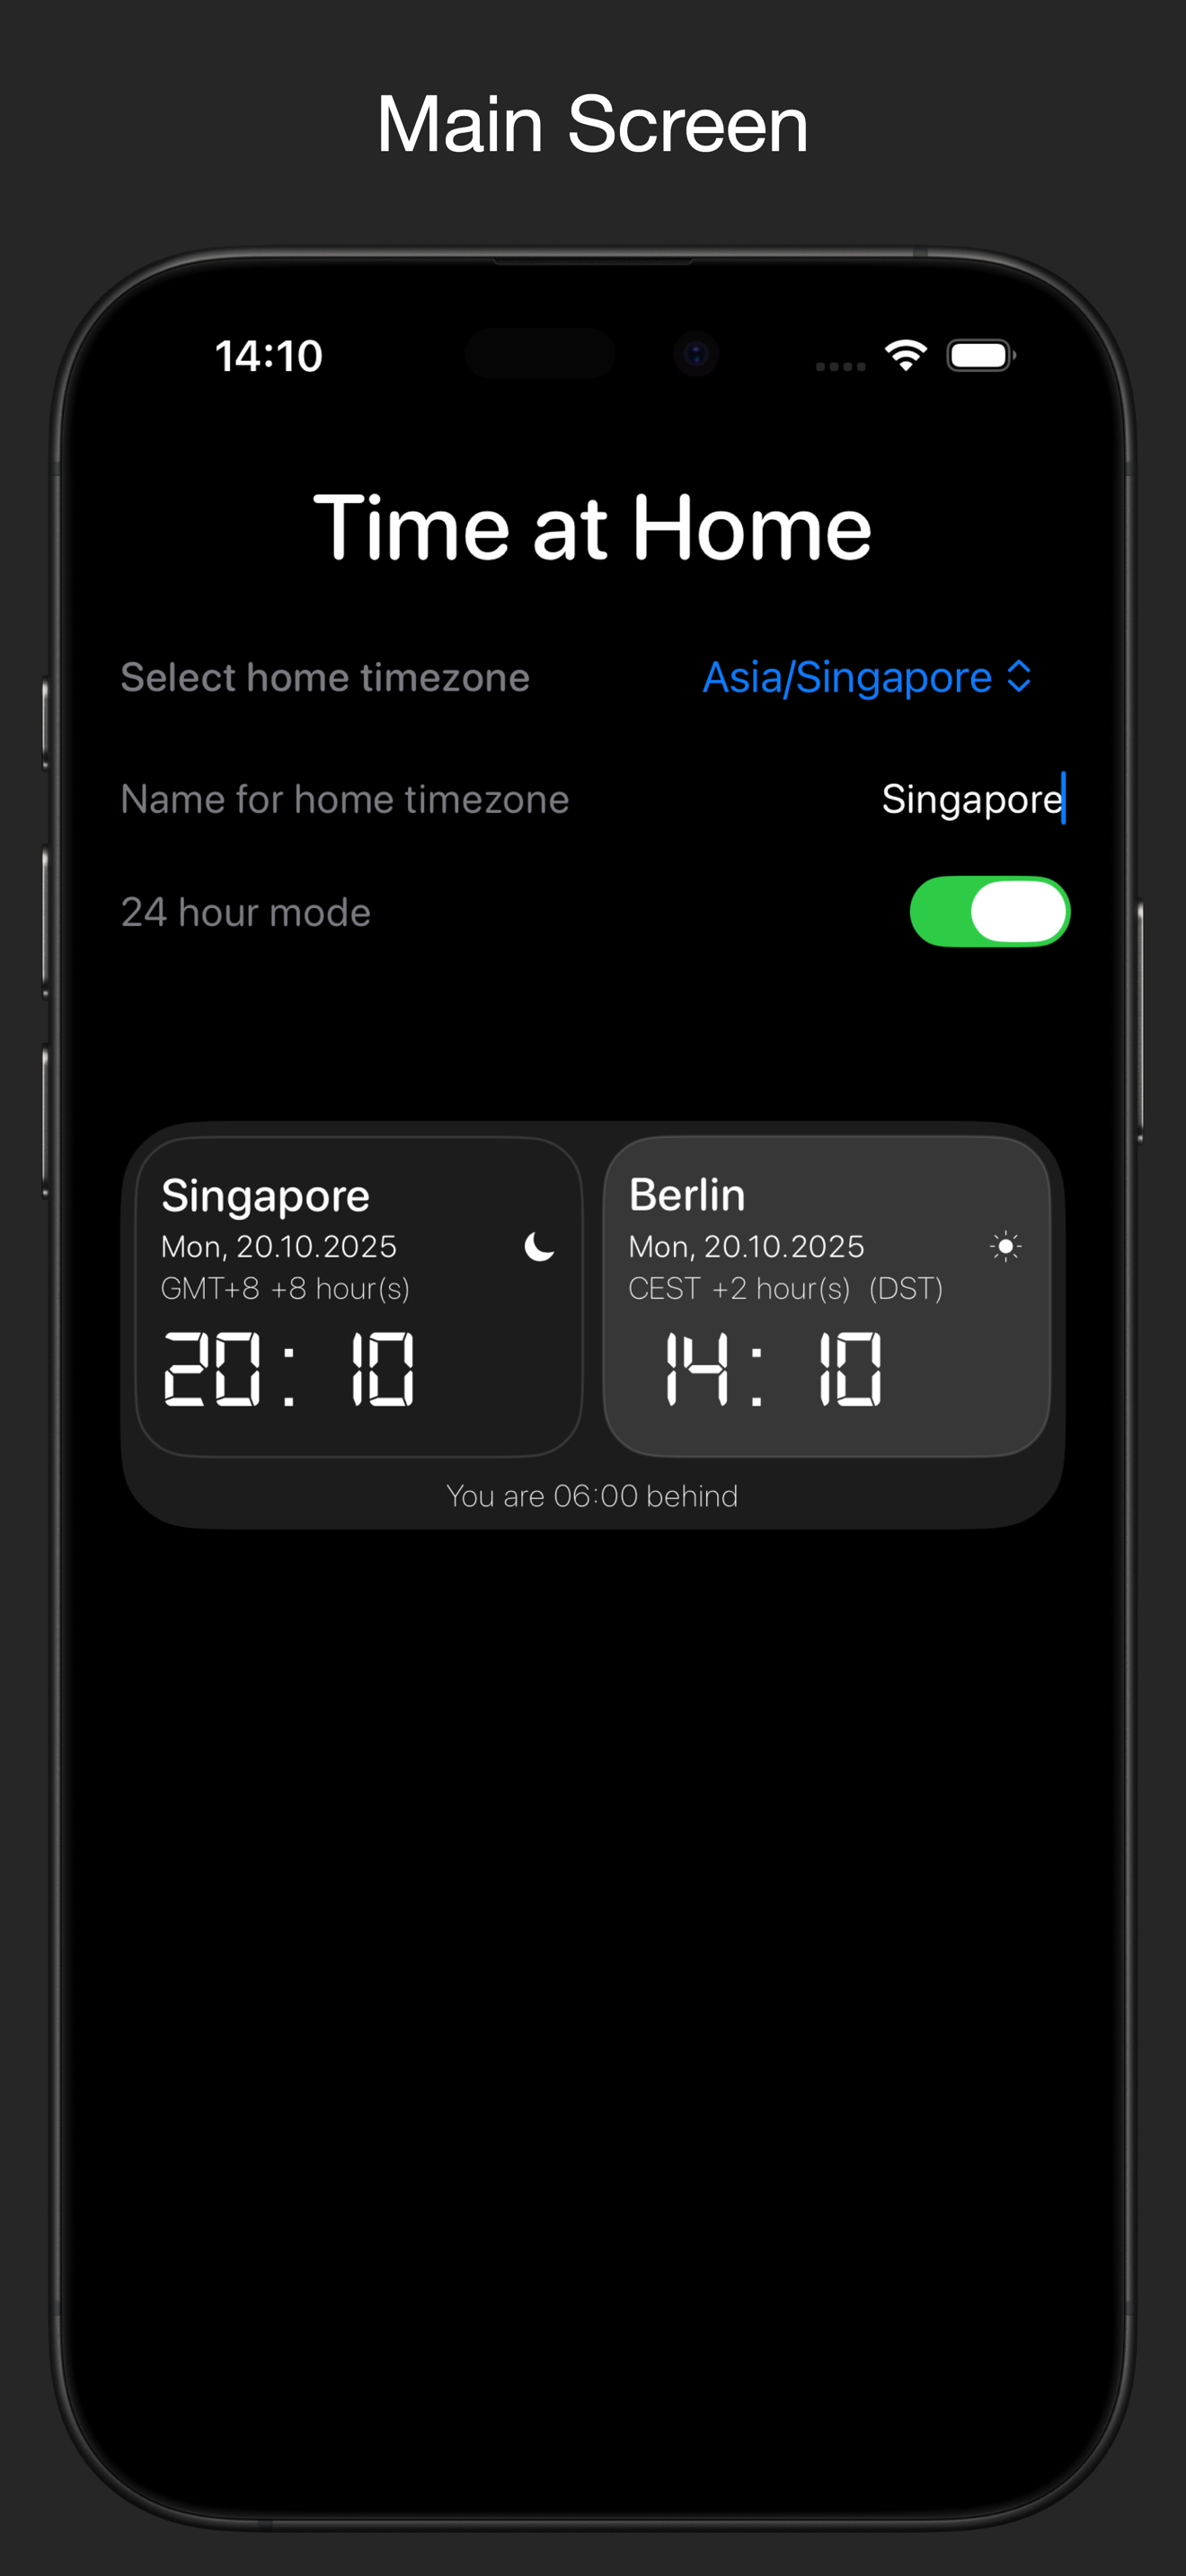 Main Screen
14:10
Time at Home
Select home timezone Asia/Singapore
Name for home timezone Singapore
24 hour mode
Singapore
Mon, 20.10.2025
GMT+8 +8 hour(s)
20: 10
Berlin
Mon, 20.10.2025
CEST +2 hour(s) (DST)
14: 10
You are 06:00 behind